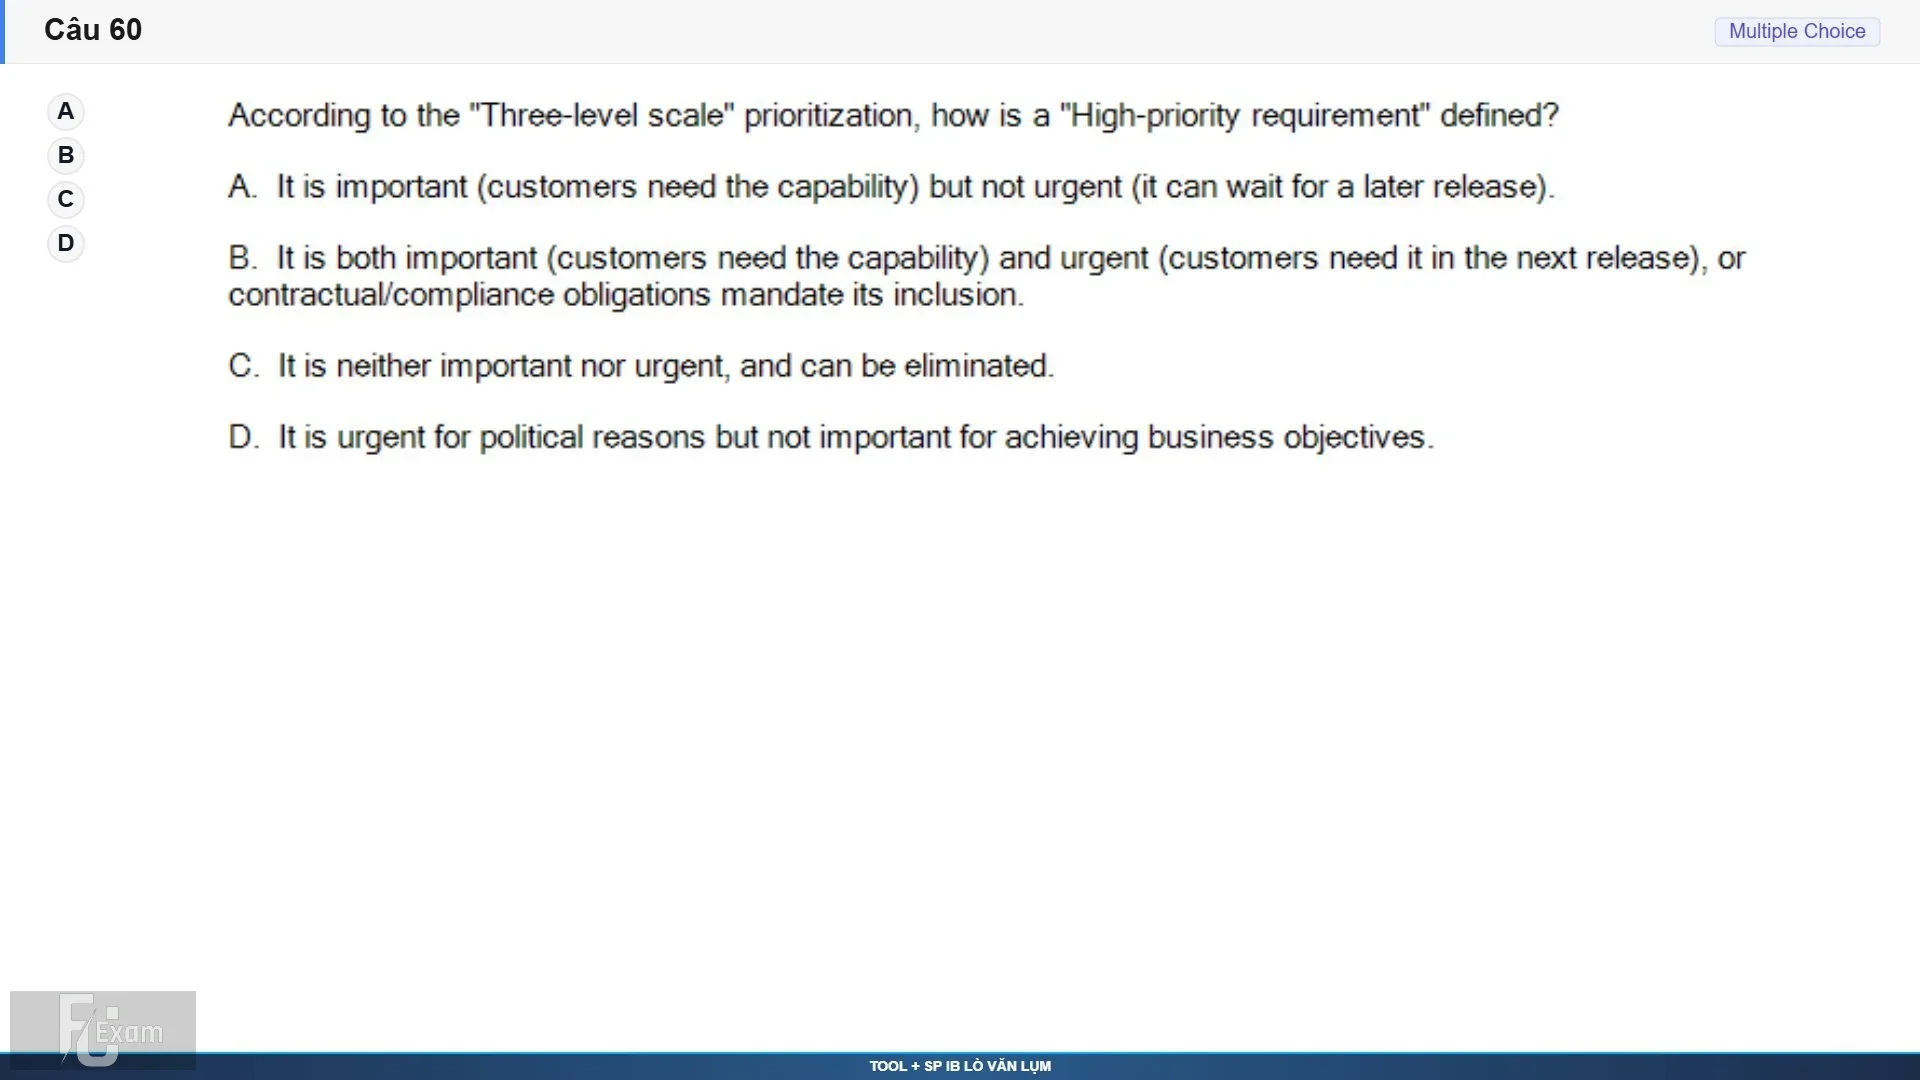 Câu 60
Multiple Choice
A
B
C
D
According to the "Three-level scale" prioritization, how is a "High-priority requirement" defined?
A. It is important (customers need the capability) but not urgent (it can wait for a later release).
B. It is both important (customers need the capability) and urgent (customers need it in the next release), or
contractual/compliance obligations mandate its inclusion.
C. It is neither important nor urgent, and can be eliminated.
D. It is urgent for political reasons but not important for achieving business objectives.
FU Exam
TOOL + SP IB LÒ VĂN LỤM